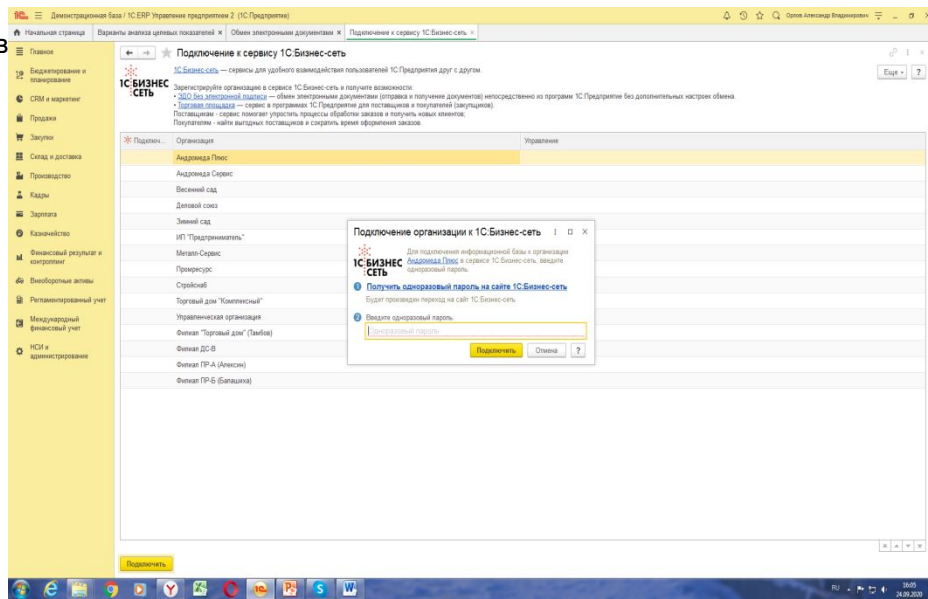 Демонстрационная база / 1С:ERP Управление предприятием 2 (1С:Предприятие)
Орлов Александр Владимирович
Начальная страница
Варианты анализа целевых показателей ×
Обмен электронными документами ×
Подключение к сервису 1С:Бизнес-сеть ×
В
Главное
Бюджетирование и планирование
CRM и маркетинг
Продажи
Закупки
Склад и доставка
Производство
Кадры
Зарплата
Казначейство
Финансовый результат и контроллинг
Внеоборотные активы
Регламентированный учет
Международный финансовый учет
НСИ и администрирование
Подключение к сервису 1С:Бизнес-сеть
Еще
?
1С БИЗНЕС СЕТЬ
1С:Бизнес-сеть — сервисы для удобного взаимодействия пользователей 1С:Предприятия друг с другом.
Зарегистрируйте организацию в сервисе 1С:Бизнес-сеть и получите возможности:
• ЭДО без электронной подписи — обмен электронными документами (отправка и получение документов) непосредственно из программ 1С:Предприятие без дополнительных настроек обмена.
• Торговая площадка — сервис в программах 1С:Предприятие для поставщиков и покупателей (закупщиков).
Поставщикам - сервис помогает упростить процессы обработки заказов и получить новых клиентов;
Покупателям - найти выгодных поставщиков и сократить время оформления заказов.
Подключ...
Организация
Управление
Андромеда Плюс
Андромеда Сервис
Весенний сад
Деловой союз
Зимний сад
ИП "Предприниматель"
Металл-Сервис
Промресурс
Стройснаб
Торговый дом "Комплексный"
Управленческая организация
Филиал "Торговый дом" (Тамбов)
Филиал ДС-В
Филиал ПР-А (Алексин)
Филиал ПР-Б (Балашиха)
Подключение организации к 1С:Бизнес-сеть
1С БИЗНЕС СЕТЬ
Для подключения информационной базы к организации
Андромеда Плюс в сервисе 1С:Бизнес-сеть, введите
одноразовый пароль.
1 Получить одноразовый пароль на сайте 1С:Бизнес-сеть
Будет произведен переход на сайт 1С:Бизнес-сеть.
2 Введите одноразовый пароль:
Одноразовый пароль
Подключить
Отмена
?
Подключить
RU
16:05
24.09.2020